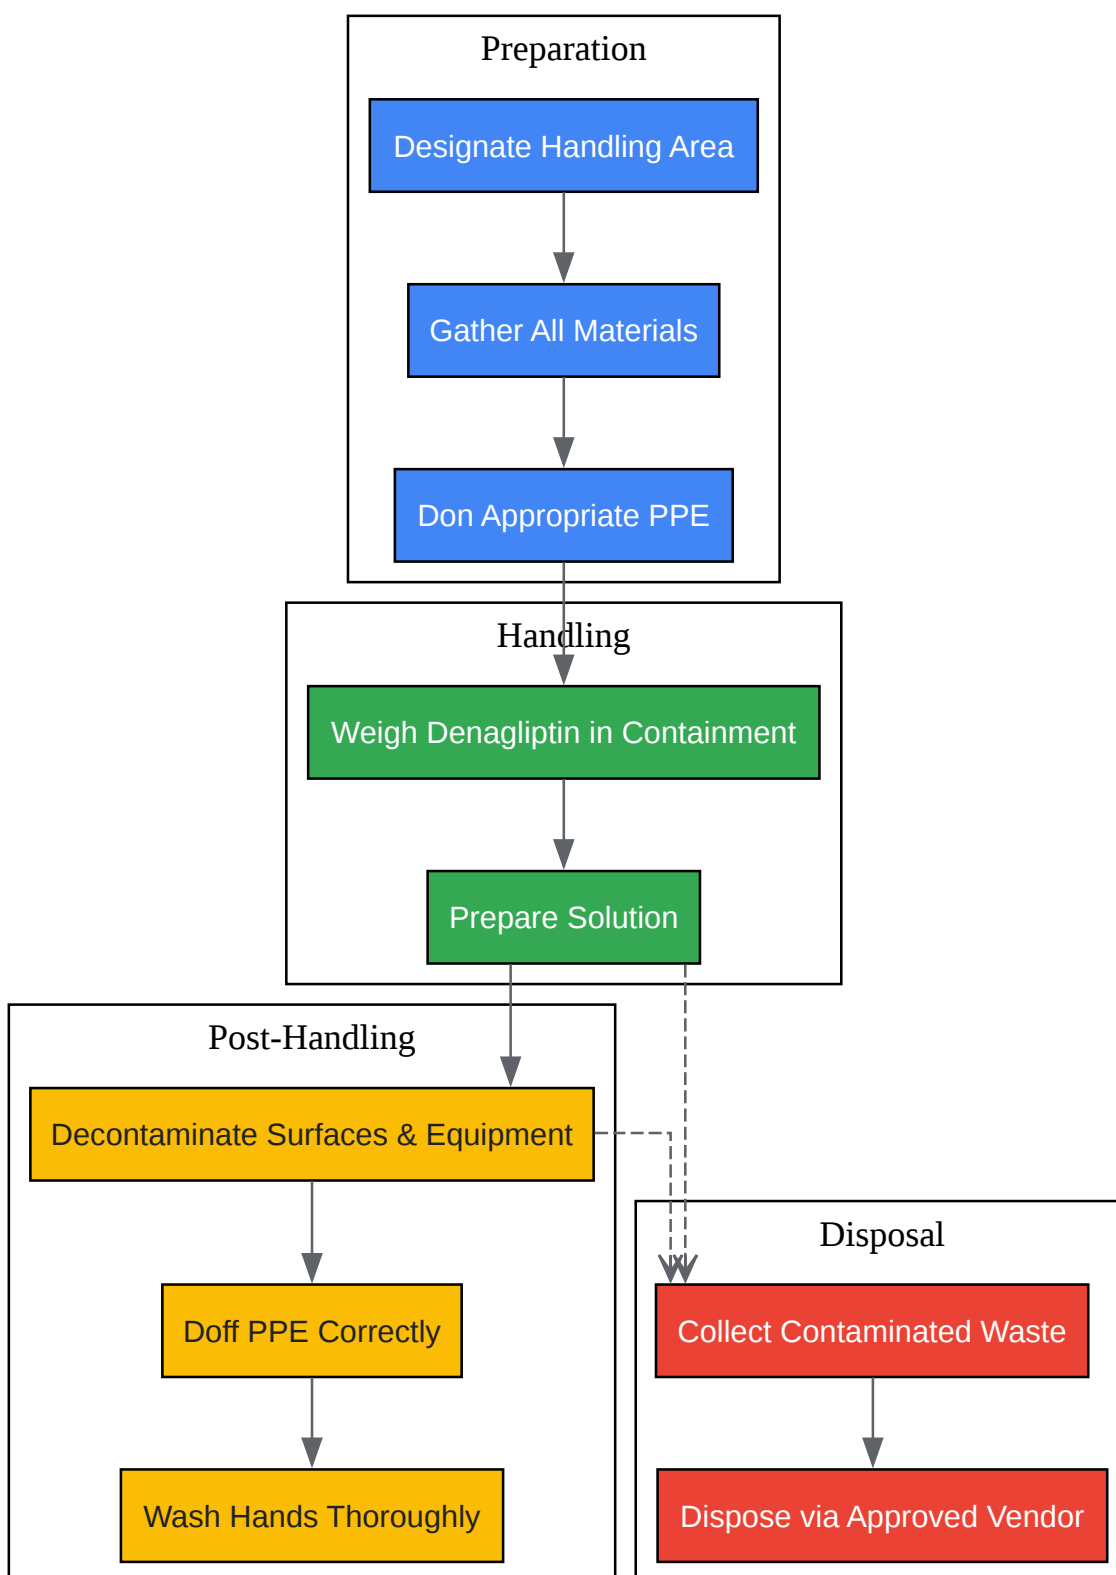 Preparation
Designate Handling Area
Gather All Materials
Don Appropriate PPE
Handling
Weigh Denagliptin in Containment
Prepare Solution
Post-Handling
Decontaminate Surfaces & Equipment
Doff PPE Correctly
Wash Hands Thoroughly
Disposal
Collect Contaminated Waste
Dispose via Approved Vendor